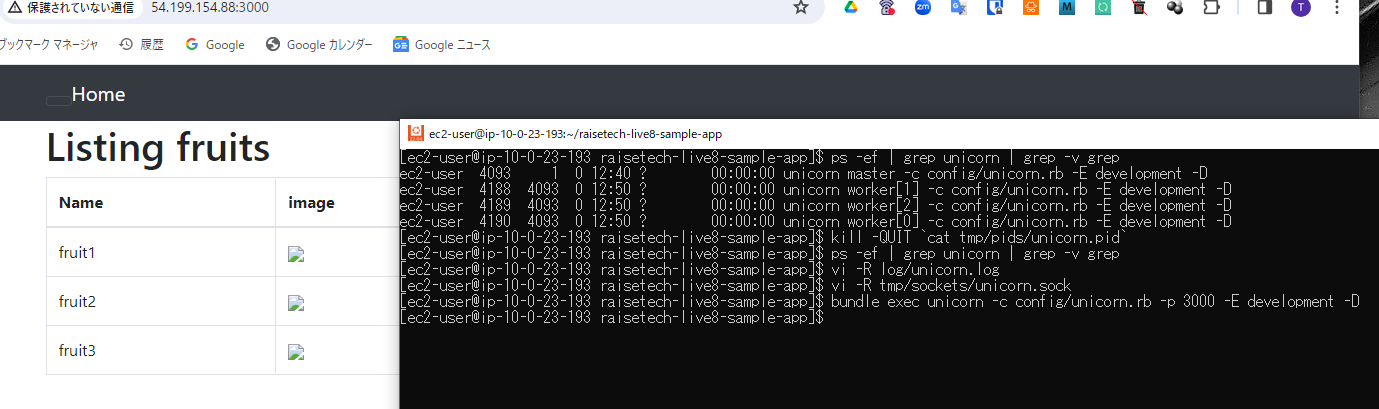 保護されていない通信 54.199.154.88:3000
ブックマーク マネージャ 履歴 Google Google カレンダー Google ニュース
Home
Listing fruits
Name image
fruit1
fruit2
fruit3
ec2-user@ip-10-0-23-193:~/raisetech-live8-sample-app
[ec2-user@ip-10-0-23-193 raisetech-live8-sample-app]$ ps -ef | grep unicorn | grep -v grep
ec2-user 4093 1 0 12:40 ? 00:00:00 unicorn master -c config/unicorn.rb -E development -D
ec2-user 4188 4093 0 12:50 ? 00:00:00 unicorn worker[1] -c config/unicorn.rb -E development -D
ec2-user 4189 4093 0 12:50 ? 00:00:00 unicorn worker[2] -c config/unicorn.rb -E development -D
ec2-user 4190 4093 0 12:50 ? 00:00:00 unicorn worker[0] -c config/unicorn.rb -E development -D
[ec2-user@ip-10-0-23-193 raisetech-live8-sample-app]$ kill -QUIT `cat tmp/pids/unicorn.pid`
[ec2-user@ip-10-0-23-193 raisetech-live8-sample-app]$ ps -ef | grep unicorn | grep -v grep
[ec2-user@ip-10-0-23-193 raisetech-live8-sample-app]$ vi -R log/unicorn.log
[ec2-user@ip-10-0-23-193 raisetech-live8-sample-app]$ vi -R tmp/sockets/unicorn.sock
[ec2-user@ip-10-0-23-193 raisetech-live8-sample-app]$ bundle exec unicorn -c config/unicorn.rb -p 3000 -E development -D
[ec2-user@ip-10-0-23-193 raisetech-live8-sample-app]$